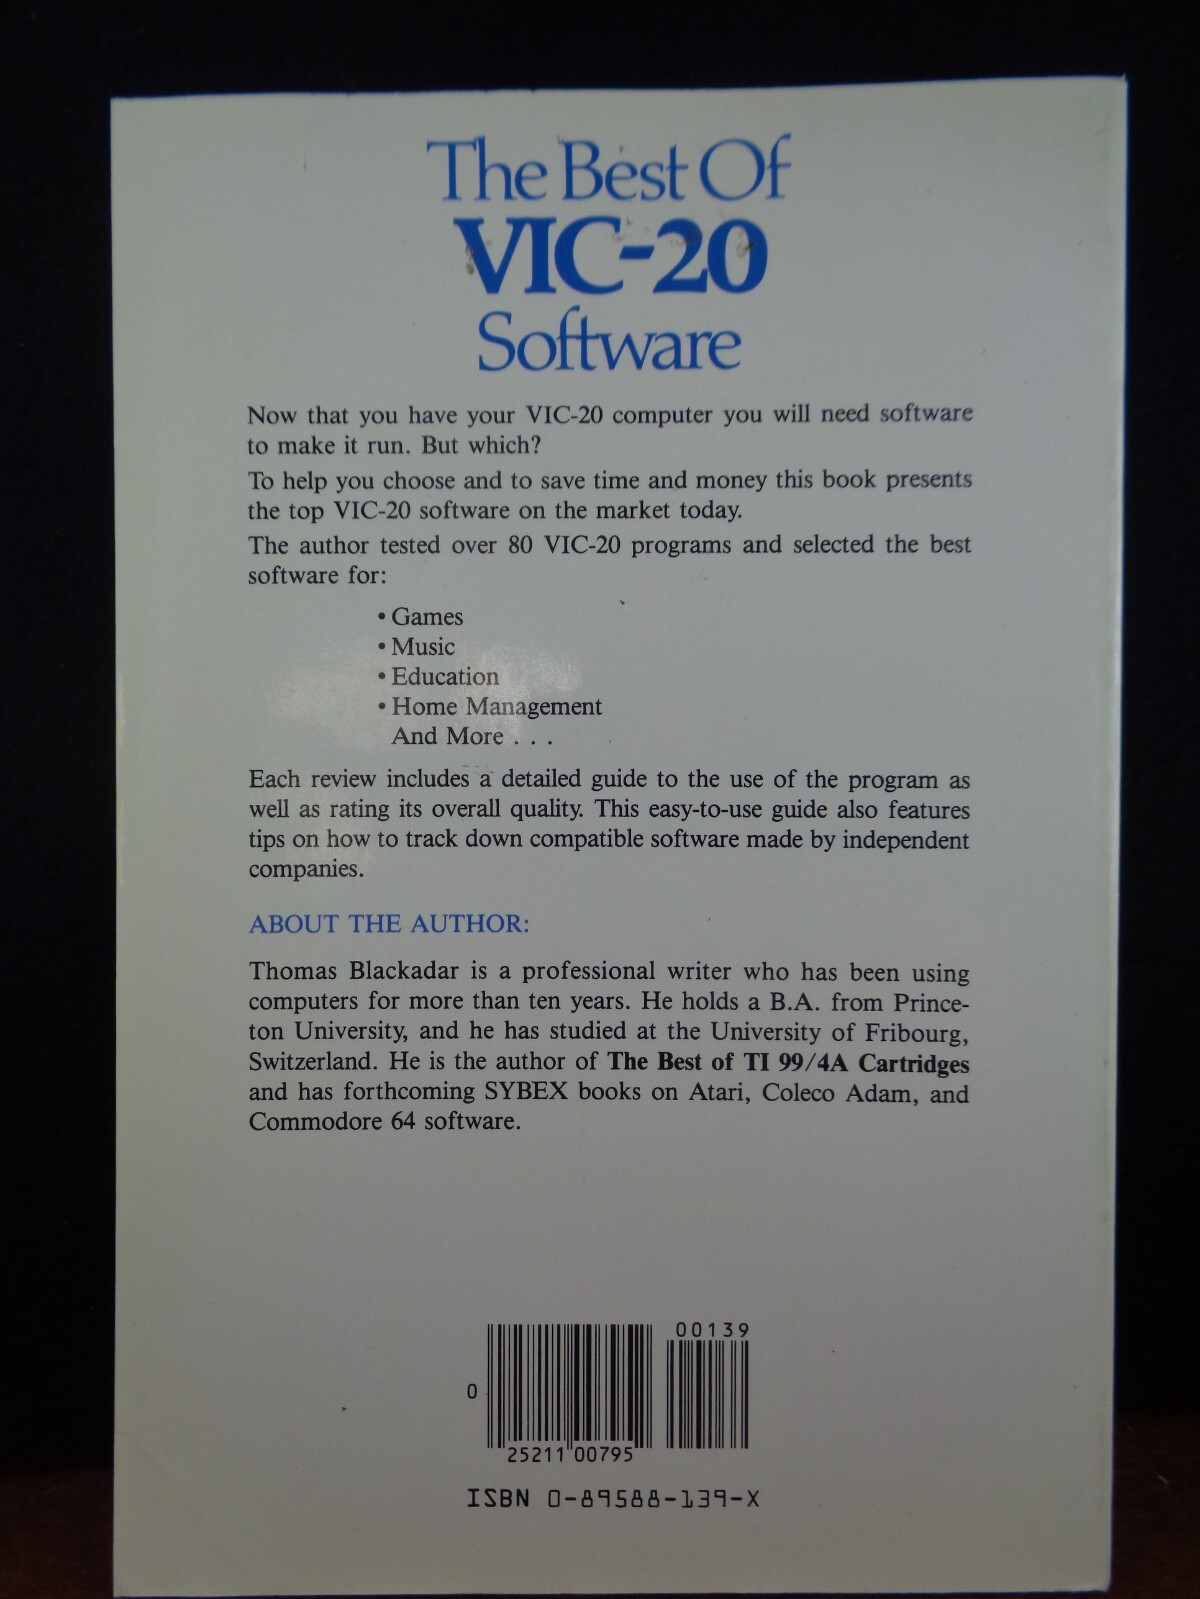 The Best Of
VIC-20
Software
Now that you have your VIC-20 computer you will need software
to make it run. But which?
To help you choose and to save time and money this book presents
the top VIC-20 software on the market today.
The author tested over 80 VIC-20 programs and selected the best
software for:
• Games
• Music
• Education
• Home Management
And More . . .
Each review includes a detailed guide to the use of the program as
well as rating its overall quality. This easy-to-use guide also features
tips on how to track down compatible software made by independent
companies.
ABOUT THE AUTHOR:
Thomas Blackadar is a professional writer who has been using
computers for more than ten years. He holds a B.A. from Prince-
ton University, and he has studied at the University of Fribourg,
Switzerland. He is the author of The Best of TI 99/4A Cartridges
and has forthcoming SYBEX books on Atari, Coleco Adam, and
Commodore 64 software.
00139
0
25211 00795
ISBN 0-89588-139-X